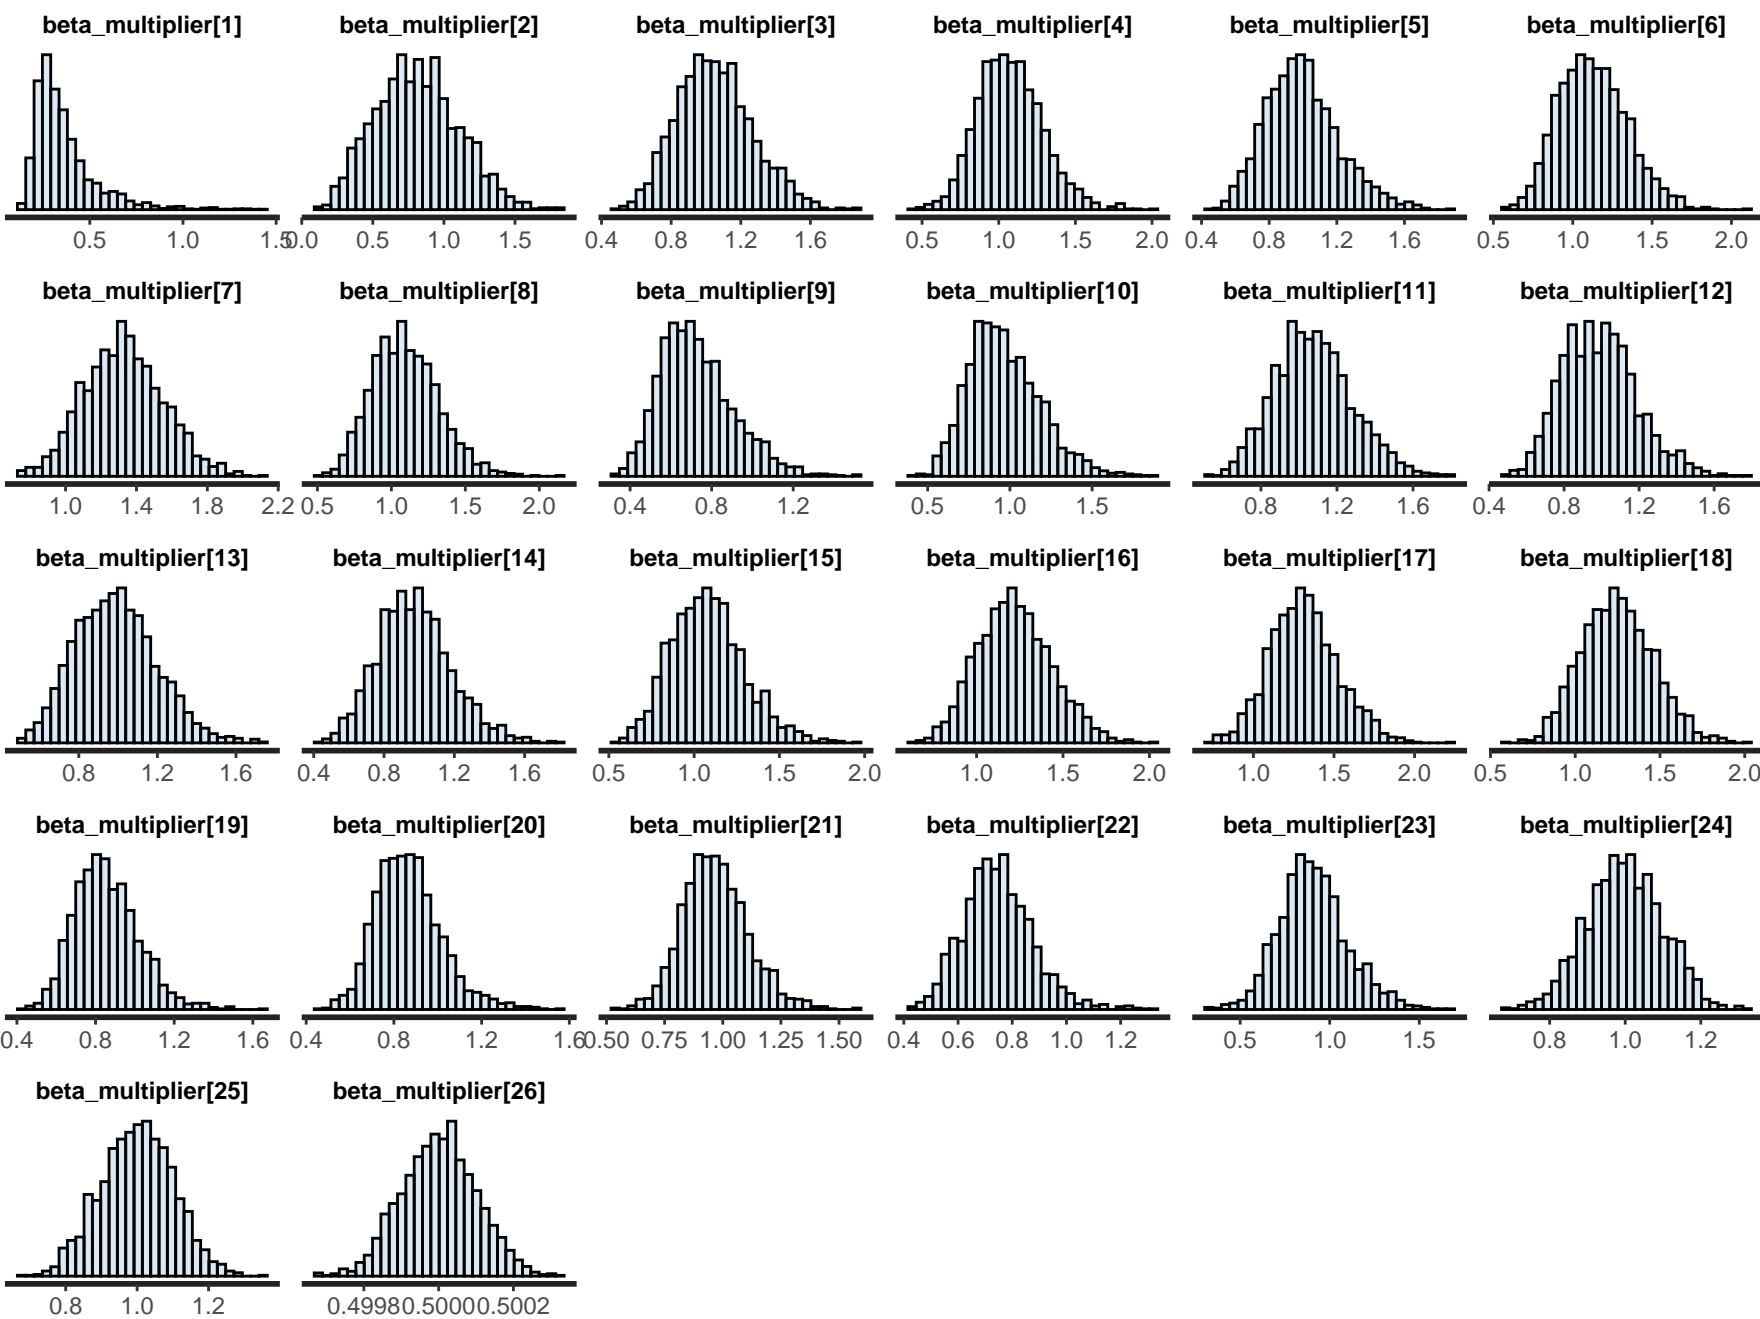 beta_multiplier[1] beta_multiplier[2] beta_multiplier[3] beta_multiplier[4] beta_multiplier[5] beta_multiplier[6]
0.5 1.0 1.5 0.0 0.5 1.0 1.5 0.4 0.8 1.2 1.6 0.5 1.0 1.5 2.0 0.4 0.8 1.2 1.6 0.5 1.0 1.5 2.0
beta_multiplier[7] beta_multiplier[8] beta_multiplier[9] beta_multiplier[10] beta_multiplier[11] beta_multiplier[12]
1.0 1.4 1.8 2.2 0.5 1.0 1.5 2.0 0.4 0.8 1.2 0.5 1.0 1.5 0.8 1.2 1.6 0.4 0.8 1.2 1.6
beta_multiplier[13] beta_multiplier[14] beta_multiplier[15] beta_multiplier[16] beta_multiplier[17] beta_multiplier[18]
0.8 1.2 1.6 0.4 0.8 1.2 1.6 0.5 1.0 1.5 2.0 1.0 1.5 2.0 1.0 1.5 2.0 0.5 1.0 1.5 2.0
beta_multiplier[19] beta_multiplier[20] beta_multiplier[21] beta_multiplier[22] beta_multiplier[23] beta_multiplier[24]
0.4 0.8 1.2 1.6 0.4 0.8 1.2 1.6 0.50 0.75 1.00 1.25 1.50 0.4 0.6 0.8 1.0 1.2 0.5 1.0 1.5 0.8 1.0 1.2
beta_multiplier[25] beta_multiplier[26]
0.8 1.0 1.2 0.4998 0.5000 0.5002